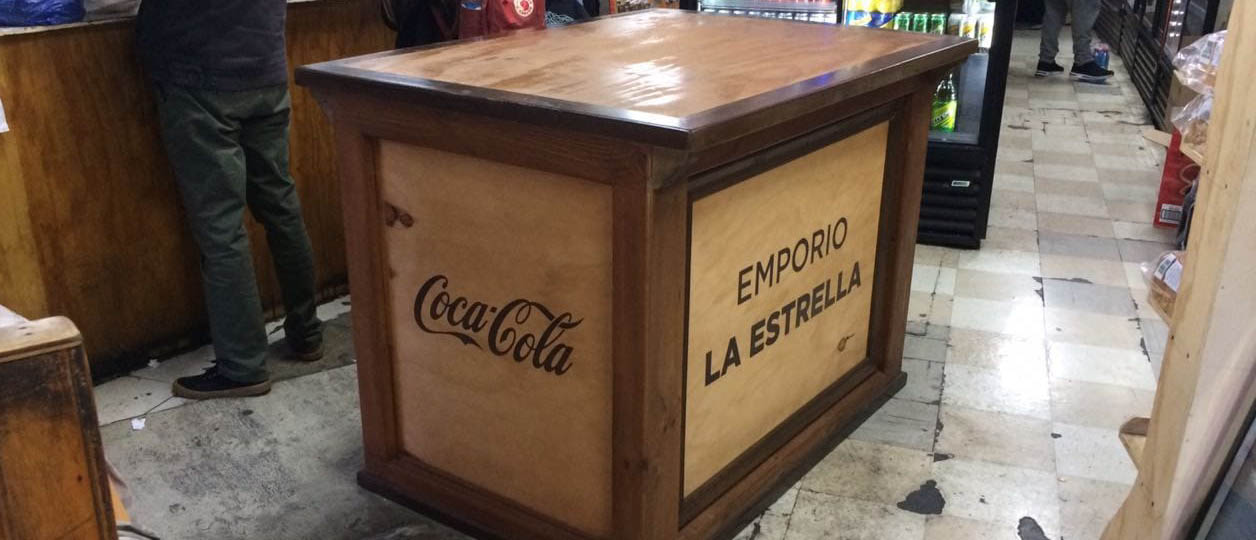 Coca-Cola
EMPORIO
LA ESTRELLA